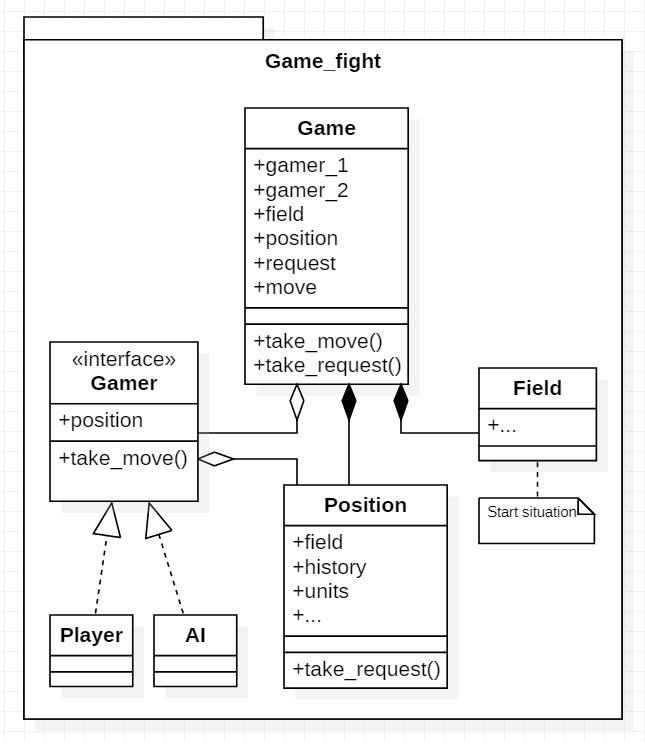 Game_fight
Game
+gamer_1
+gamer_2
+field
+position
+request
+move
+take_move()
+take_request()
«interface»
Gamer
+position
+take_move()
Field
+...
Start situation
Position
+field
+history
+units
+...
+take_request()
Player
AI